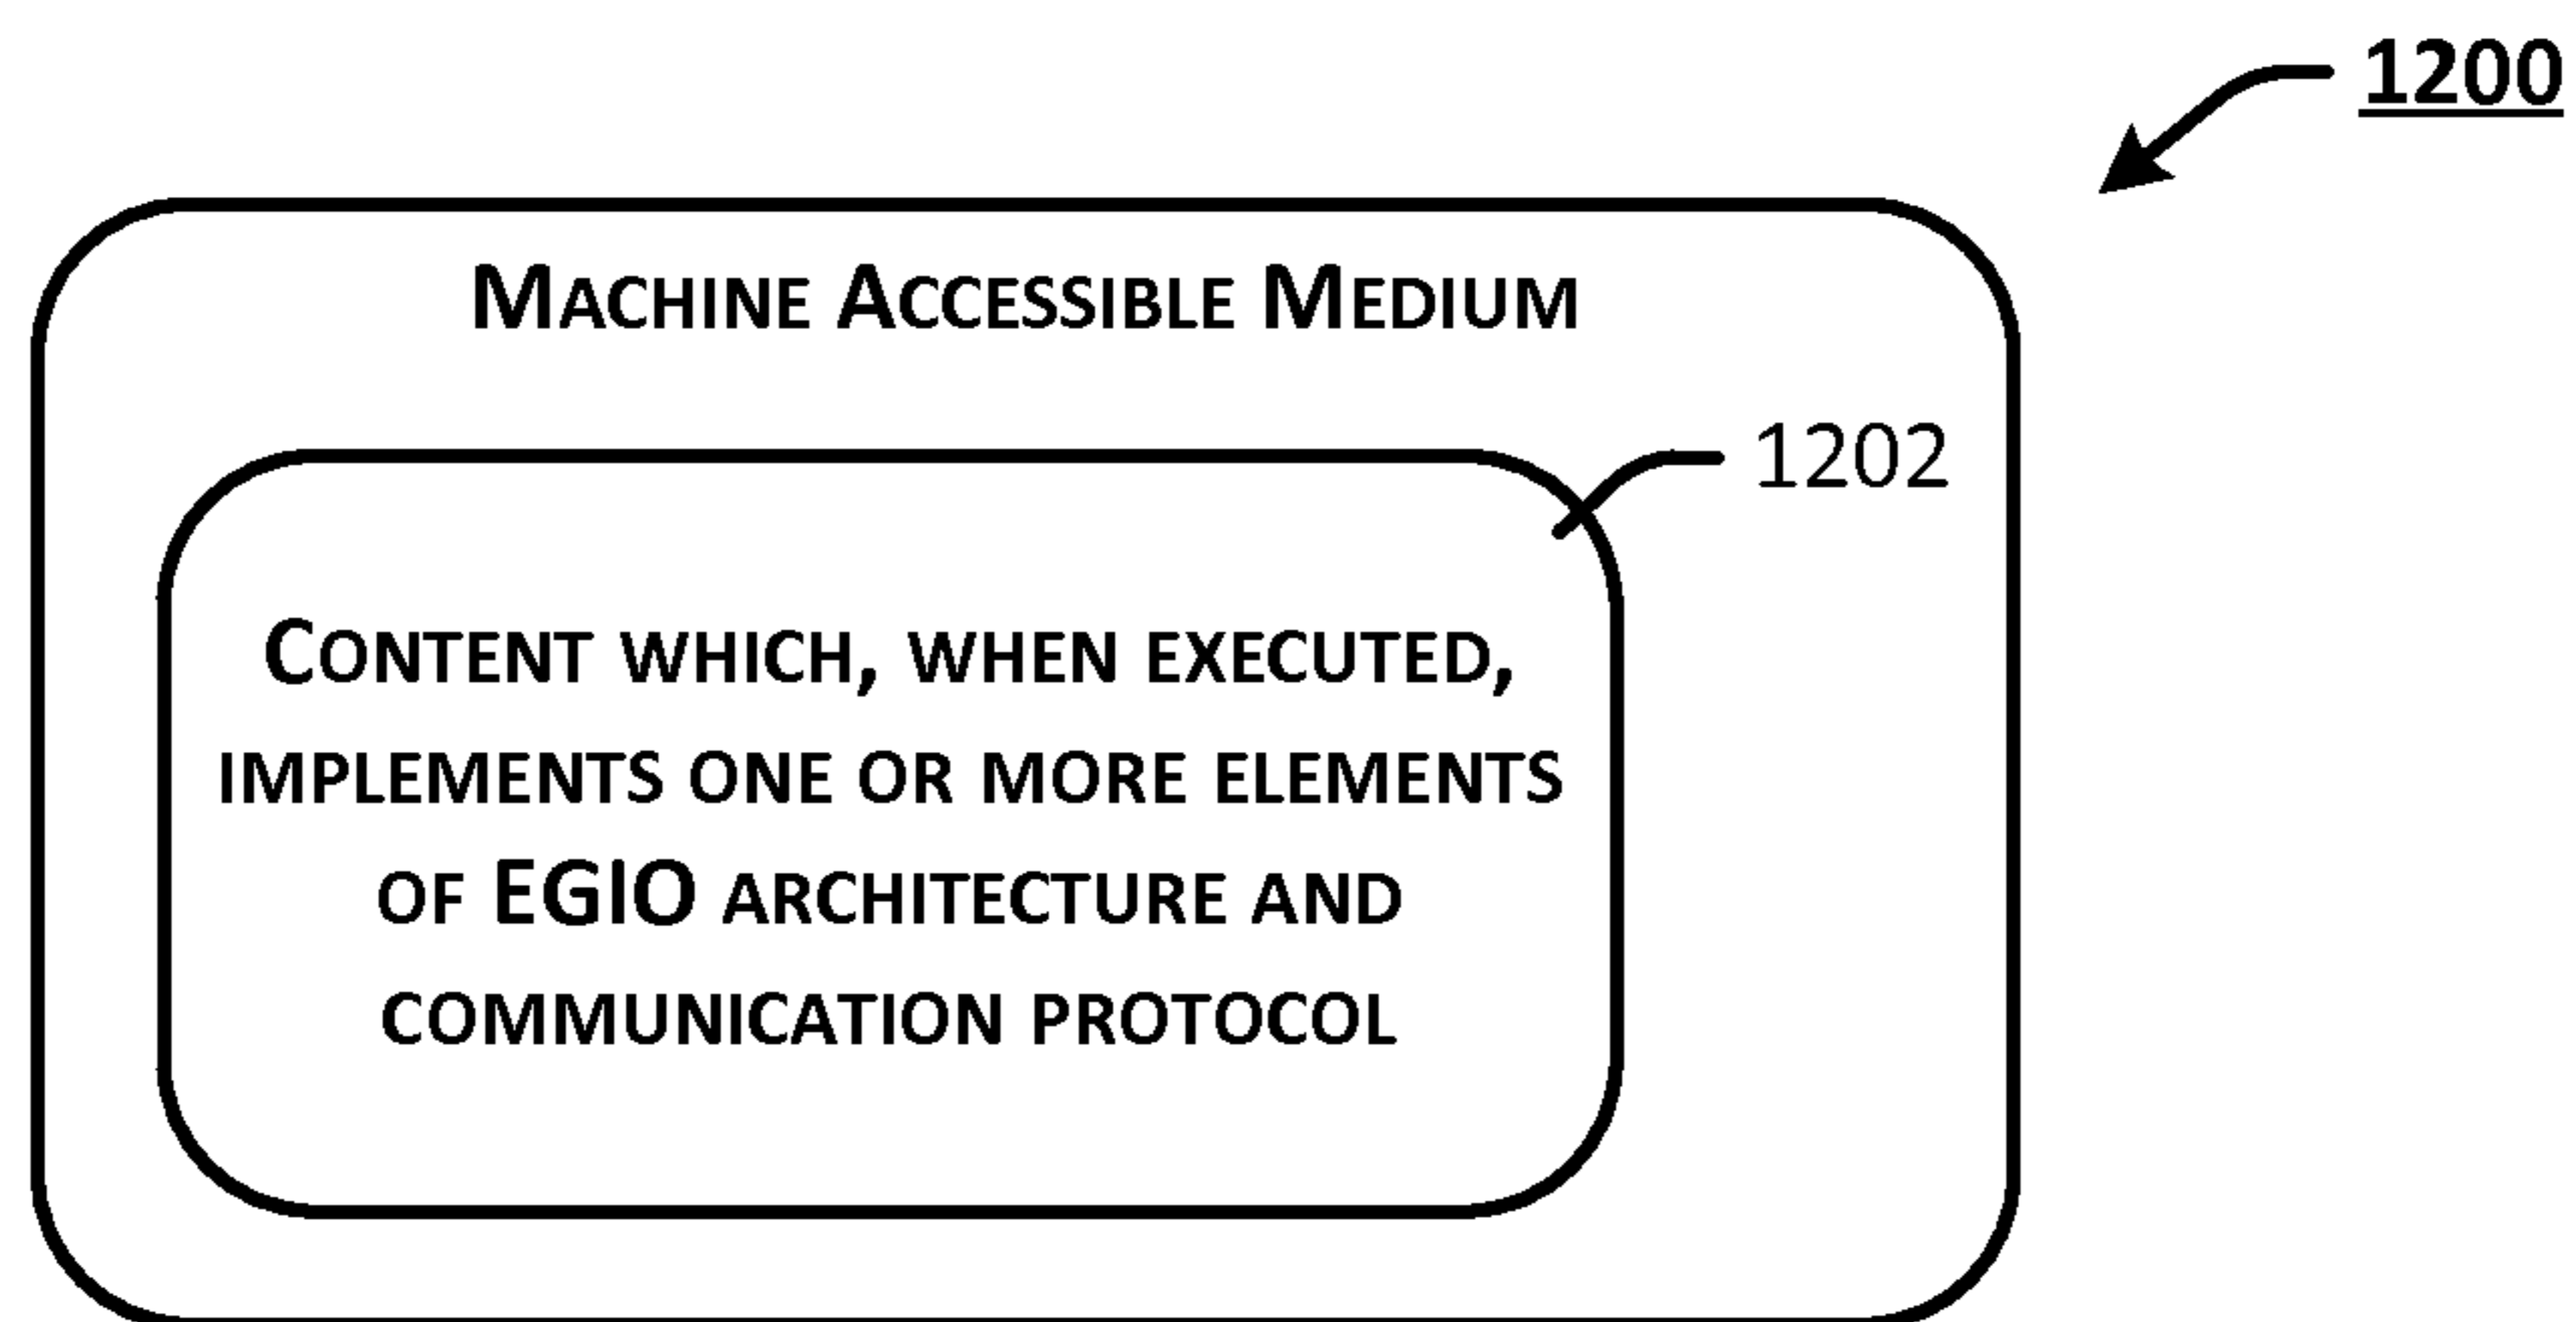 1200
MACHINE ACCESSIBLE MEDIUM
1202
CONTENT WHICH, WHEN EXECUTED,
IMPLEMENTS ONE OR MORE ELEMENTS
OF EGIO ARCHITECTURE AND
COMMUNICATION PROTOCOL